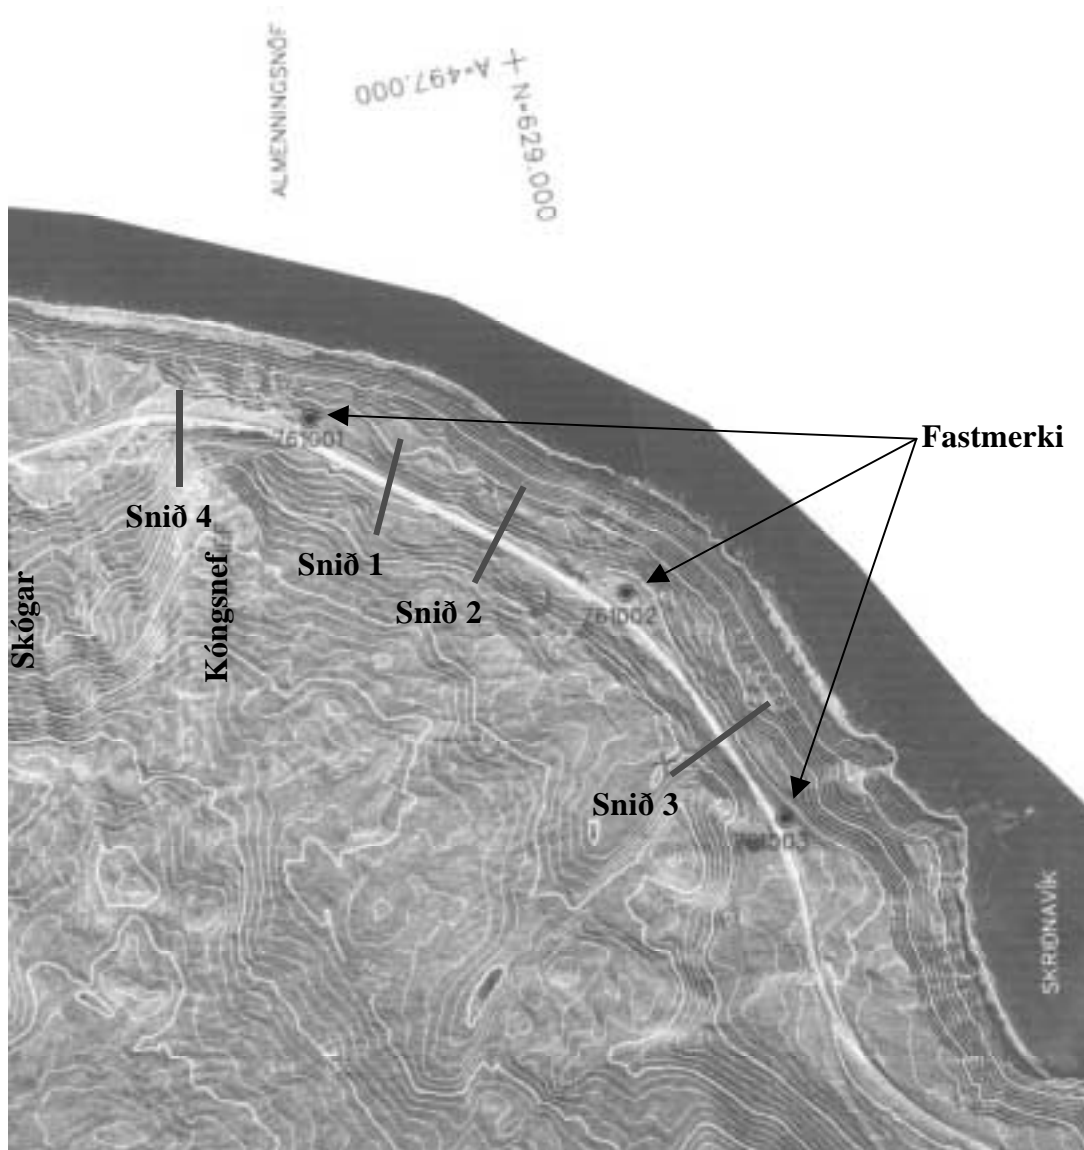 ALMENNINGSNÖF
A=497.000
N=629.000
Fastmerki
761001
Snið 4
Snið 1
Snið 2
761002
Skógar
Kóngsnef
Snið 3
761003
SKRIÐNAVÍK